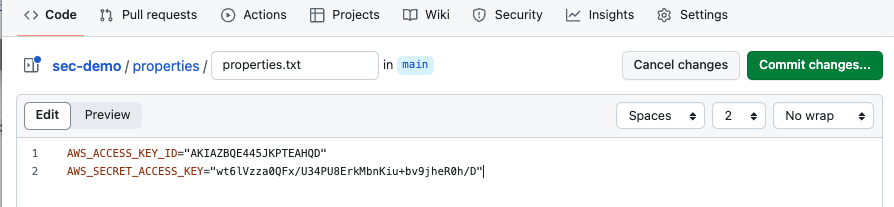 Code Pull requests Actions Projects Wiki Security Insights Settings
sec-demo / properties / properties.txt in main Cancel changes Commit changes...
Edit Preview Spaces 2 No wrap
1 AWS_ACCESS_KEY_ID="AKIAZBQE445JKPTEAHQD"
2 AWS_SECRET_ACCESS_KEY="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"